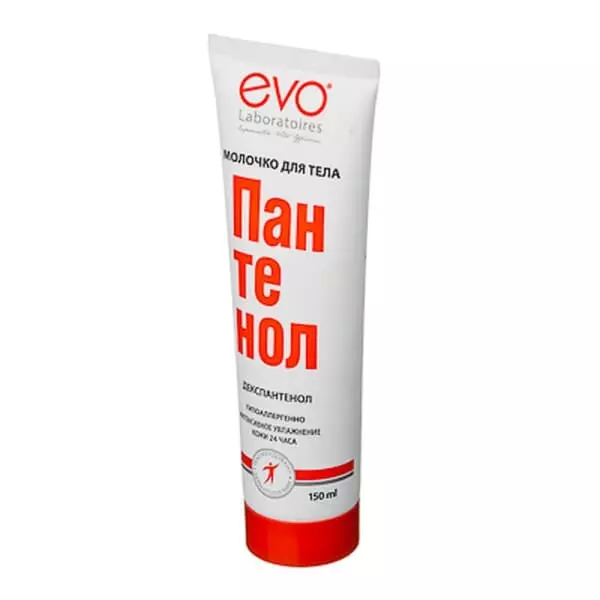 evo®
Laboratoires
МОЛОЧКО ДЛЯ ТЕЛА
Пан
те
нол
ДЕКСПАНТЕНОЛ
ГИПОАЛЛЕРГЕННО
ИНТЕНСИВНОЕ УВЛАЖНЕНИЕ
КОЖИ 24 ЧАСА
150 ml